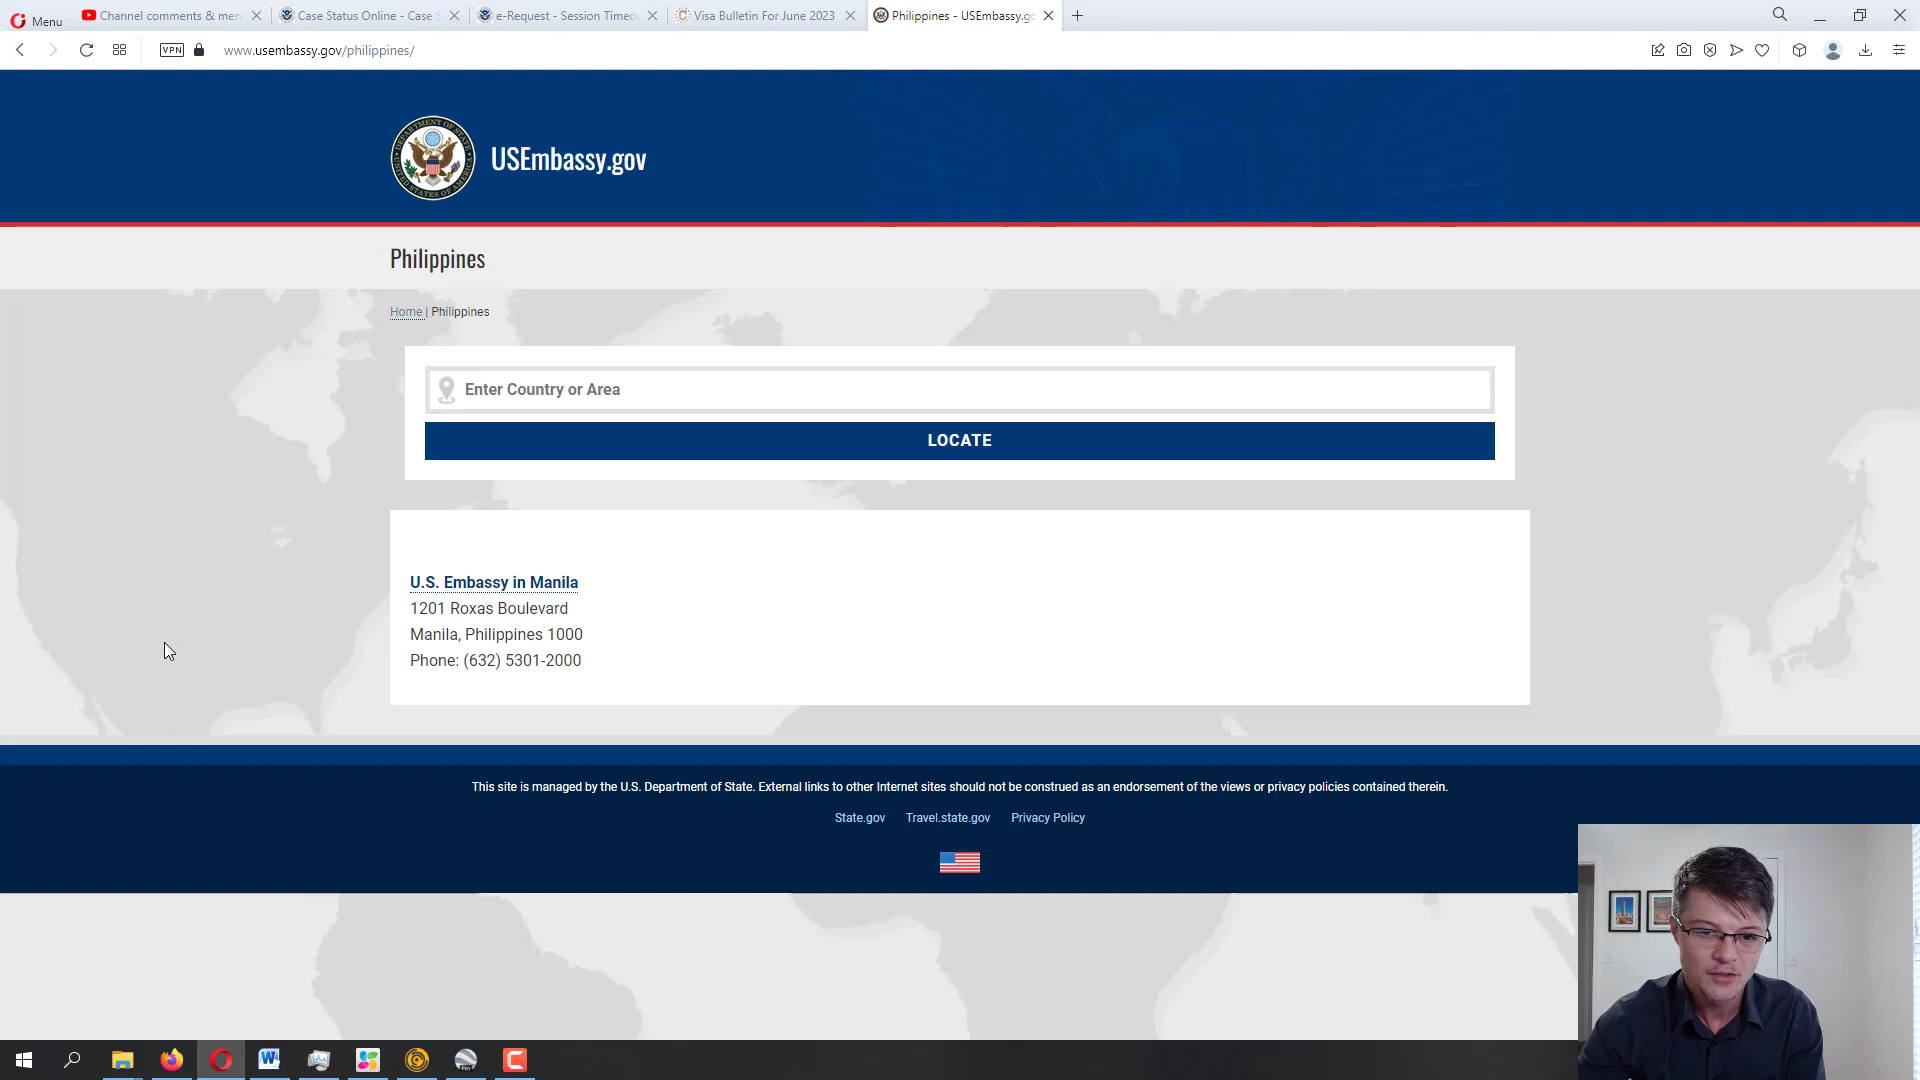 Menu
Channel comments & men
Case Status Online - Case S
e-Request - Session Timeou
Visa Bulletin For June 2023
Philippines - USEmbassy.go
VPN
www.usembassy.gov/philippines/
USEmbassy.gov
Philippines
Home | Philippines
Enter Country or Area
LOCATE
U.S. Embassy in Manila
1201 Roxas Boulevard
Manila, Philippines 1000
Phone: (632) 5301-2000
This site is managed by the U.S. Department of State. External links to other Internet sites should not be construed as an endorsement of the views or privacy policies contained therein.
State.gov Travel.state.gov Privacy Policy